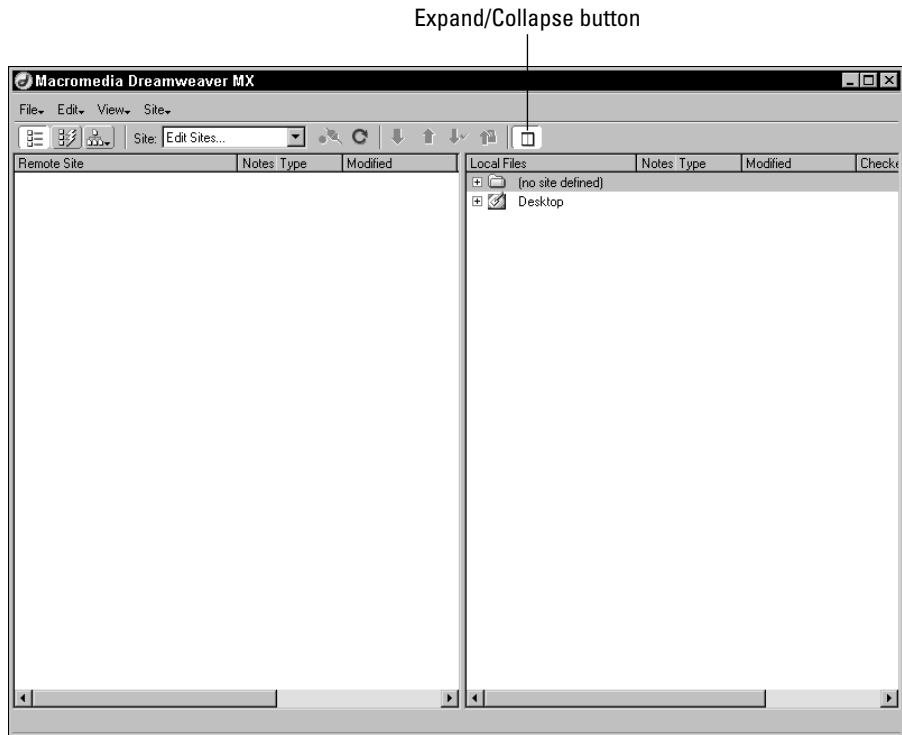 Expand/Collapse button
Macromedia Dreamweaver MX
File Edit View Site
Site: Edit Sites...
Remote Site Notes Type Modified Local Files Notes Type Modified Checke
(no site defined)
Desktop